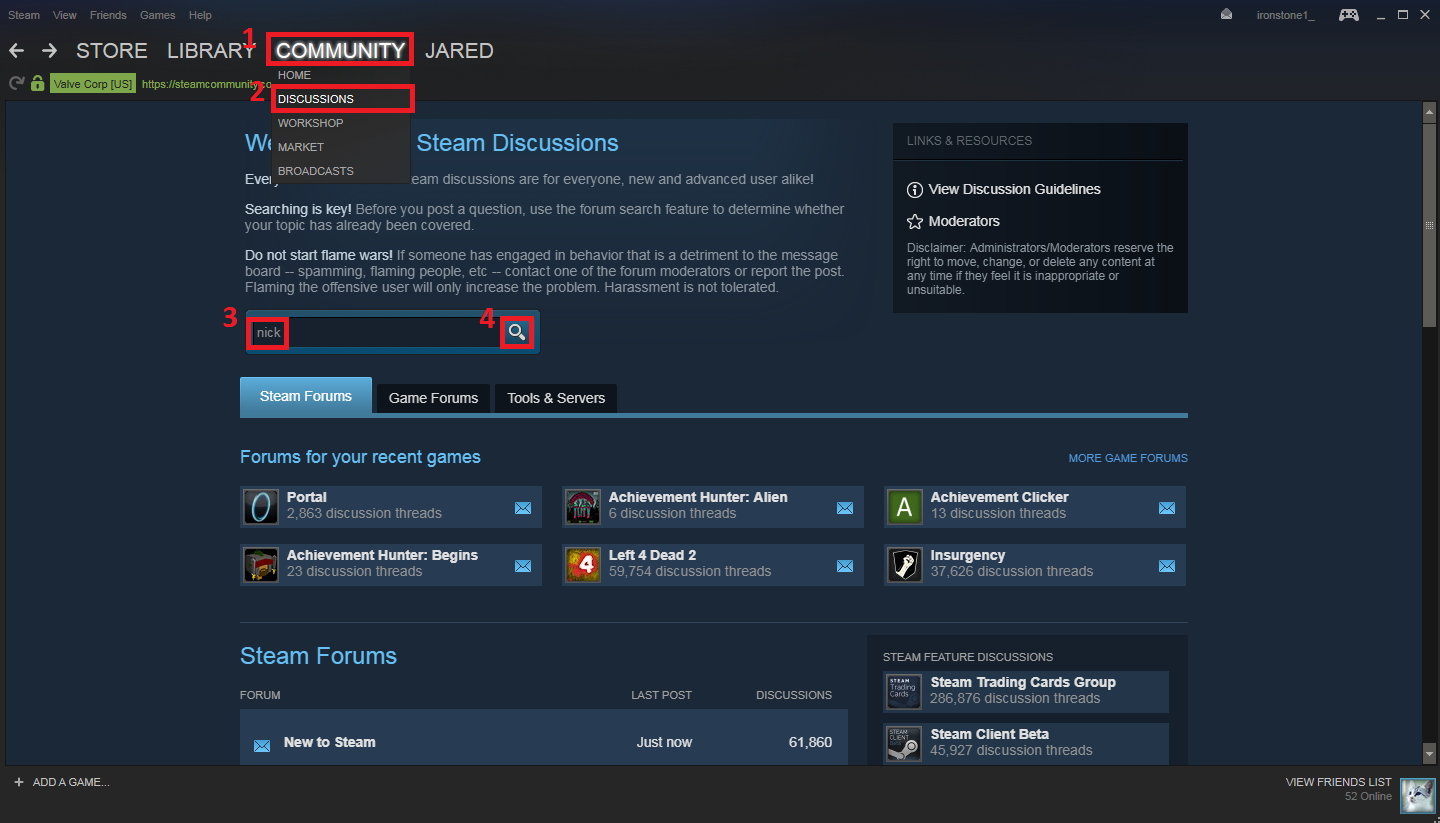 Steam View Friends Games Help
ironstone1_
STORE LIBRARY 1 COMMUNITY JARED
Valve Corp [US] https://steamcommunity.co
HOME
2 DISCUSSIONS
WORKSHOP
MARKET
BROADCASTS
We Steam Discussions
Every eam discussions are for everyone, new and advanced user alike!
Searching is key! Before you post a question, use the forum search feature to determine whether
your topic has already been covered.
Do not start flame wars! If someone has engaged in behavior that is a detriment to the message
board -- spamming, flaming people, etc -- contact one of the forum moderators or report the post.
Flaming the offensive user will only increase the problem. Harassment is not tolerated.
3 nick 4
LINKS & RESOURCES
View Discussion Guidelines
Moderators
Disclaimer: Administrators/Moderators reserve the
right to move, change, or delete any content at
any time if they feel it is inappropriate or
unsuitable.
Steam Forums Game Forums Tools & Servers
Forums for your recent games MORE GAME FORUMS
Portal
2,863 discussion threads
Achievement Hunter: Alien
6 discussion threads
A
Achievement Clicker
13 discussion threads
Achievement Hunter: Begins
23 discussion threads
4
Left 4 Dead 2
59,754 discussion threads
Insurgency
37,626 discussion threads
Steam Forums
FORUM LAST POST DISCUSSIONS
New to Steam Just now 61,860
STEAM FEATURE DISCUSSIONS
STEAM
Trading
Cards
Steam Trading Cards Group
286,876 discussion threads
STEAM
CLIENT
Steam Client Beta
45,927 discussion threads
+ ADD A GAME...
VIEW FRIENDS LIST
52 Online